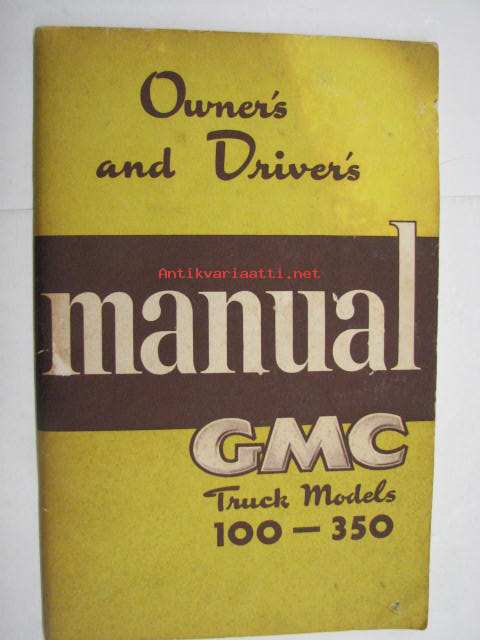 Owner's
and Driver's
Antikvariaatti.net
manual
GMC
Truck Models
100 — 350